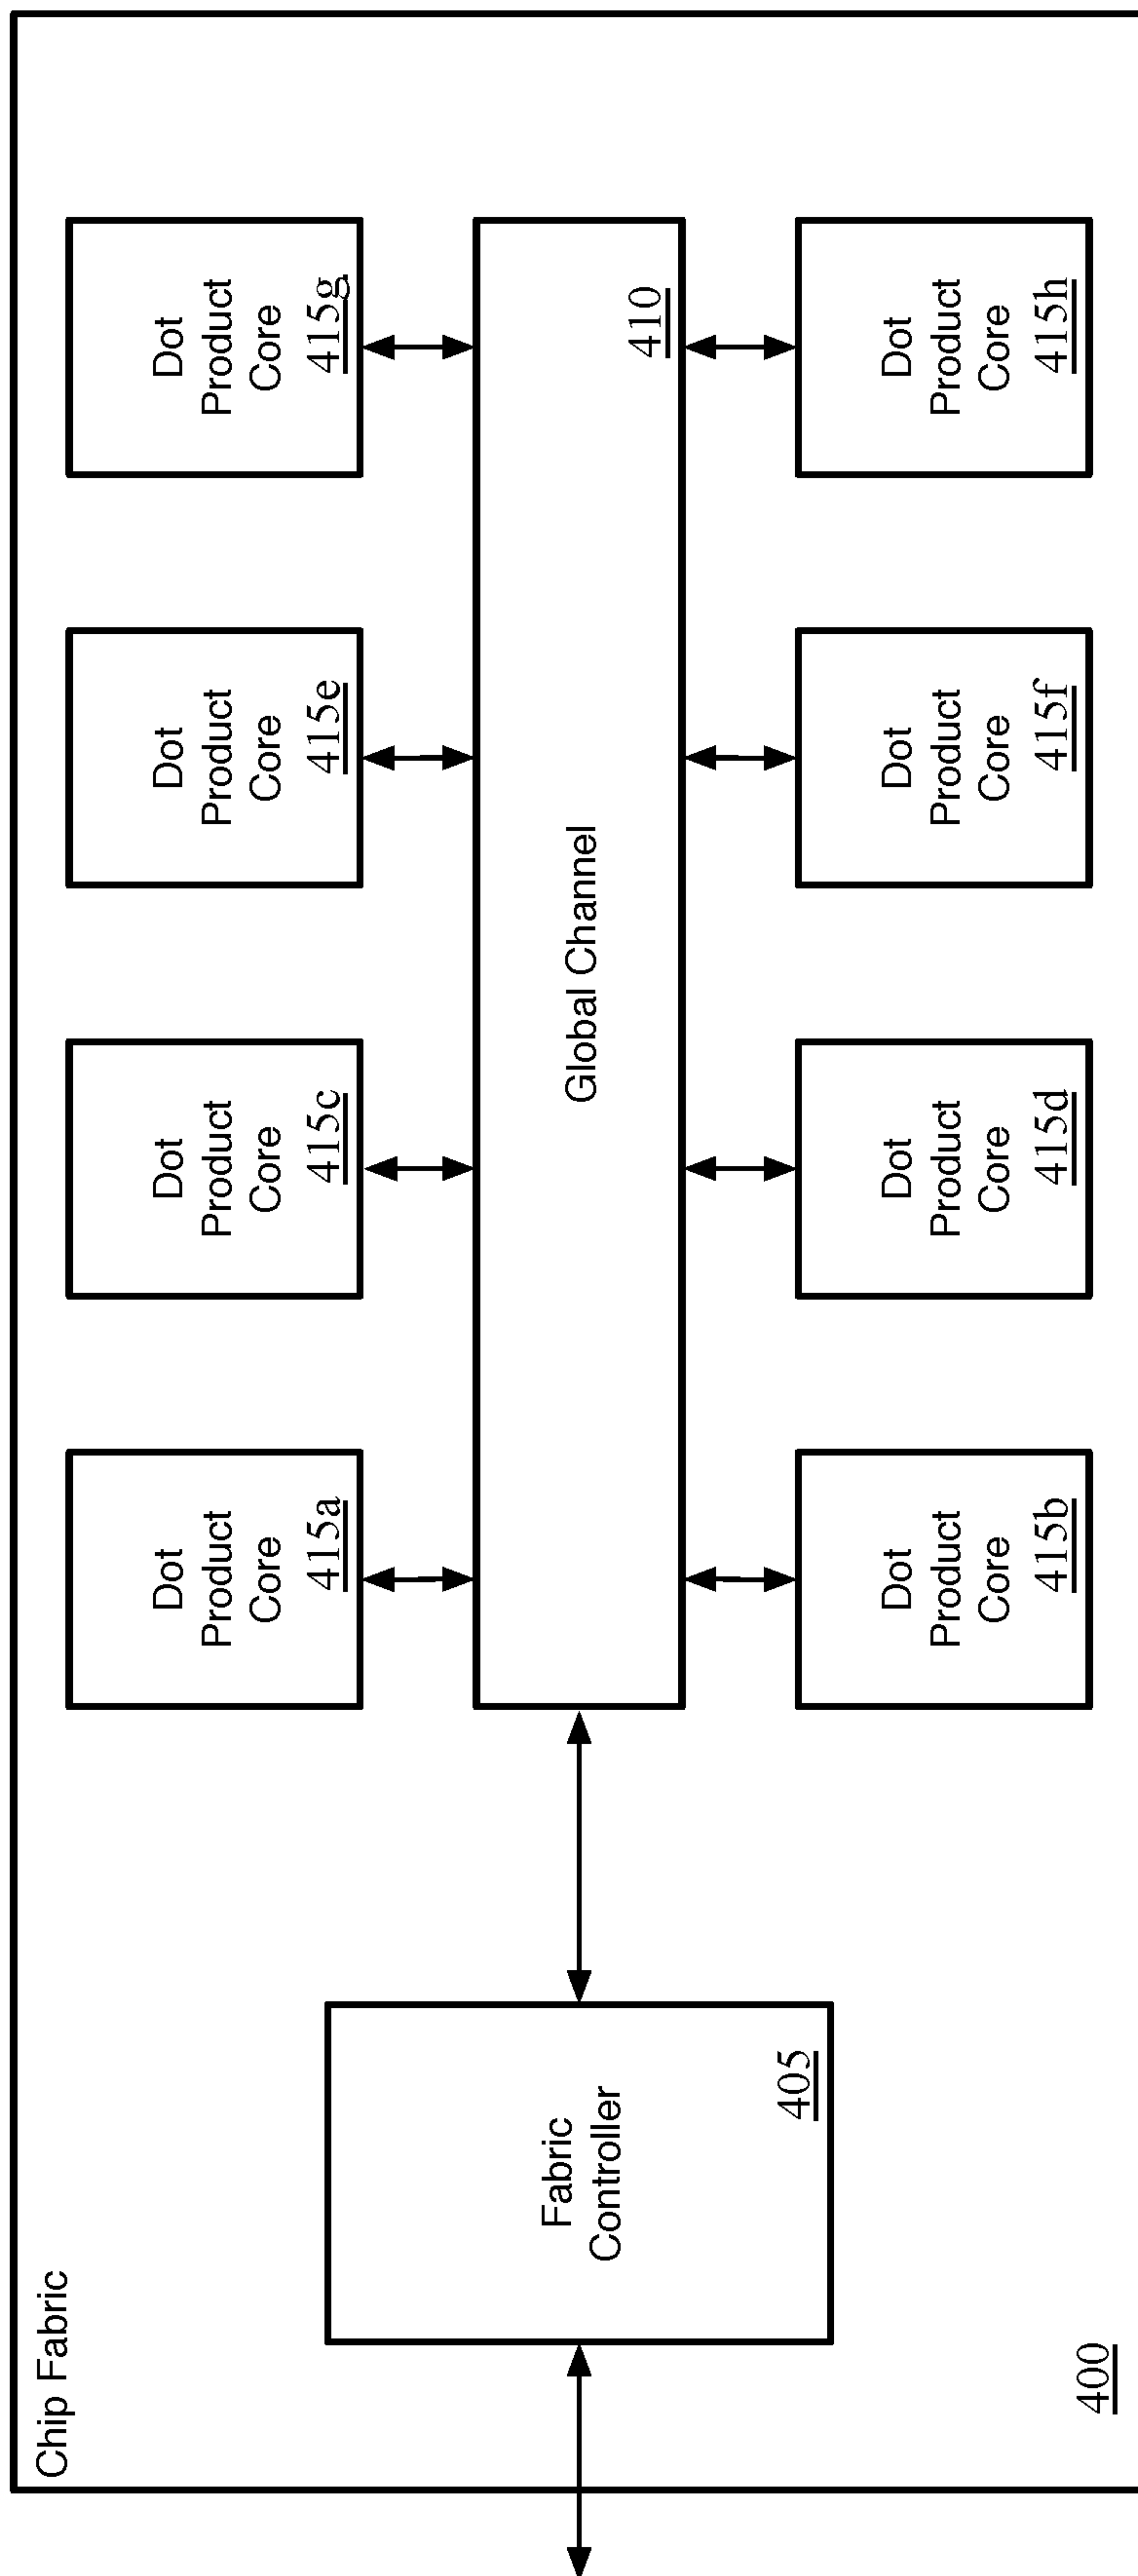 Chip Fabric
Dot
Product
Core
415a
Dot
Product
Core
415c
Dot
Product
Core
415e
Dot
Product
Core
415g
Fabric
Controller
405
Global Channel
410
Dot
Product
Core
415b
Dot
Product
Core
415d
Dot
Product
Core
415f
Dot
Product
Core
415h
400